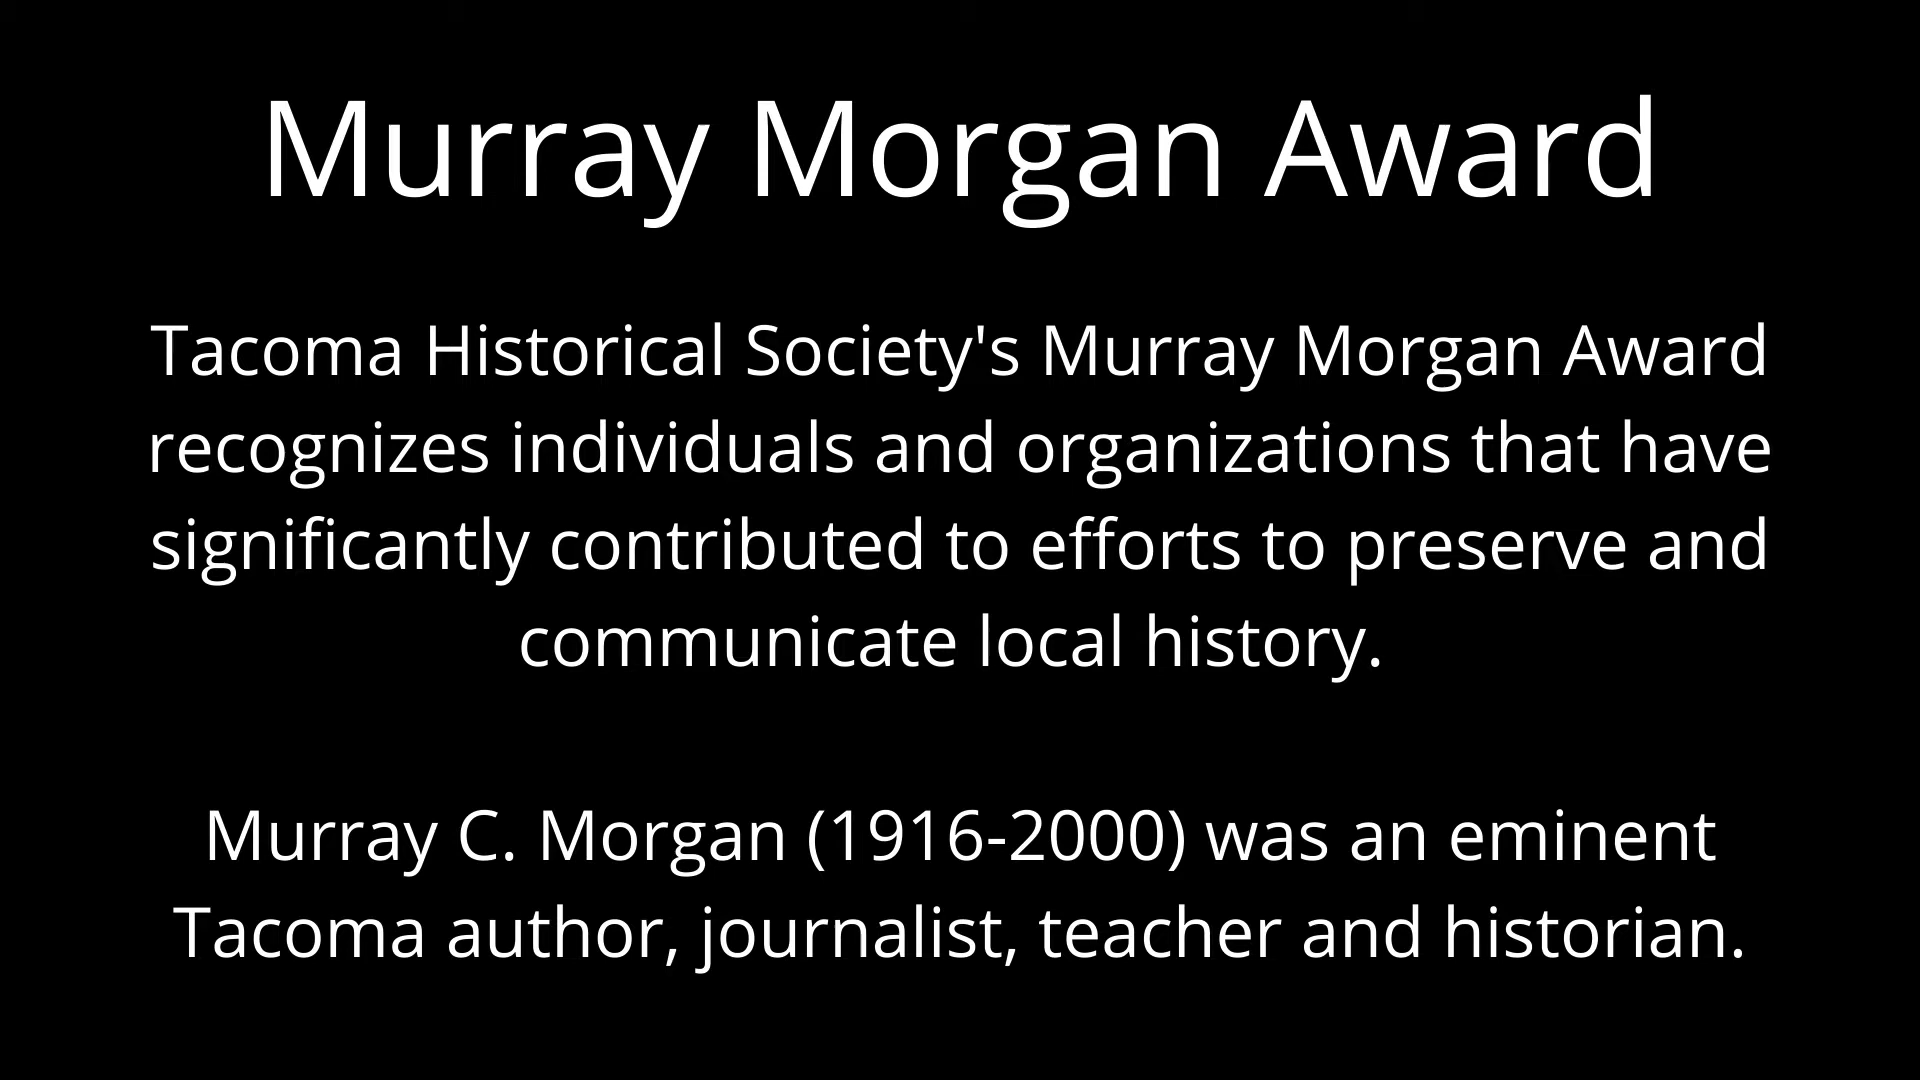 Murray Morgan Award
Tacoma Historical Society's Murray Morgan Award
recognizes individuals and organizations that have
significantly contributed to efforts to preserve and
communicate local history.
Murray C. Morgan (1916-2000) was an eminent
Tacoma author, journalist, teacher and historian.